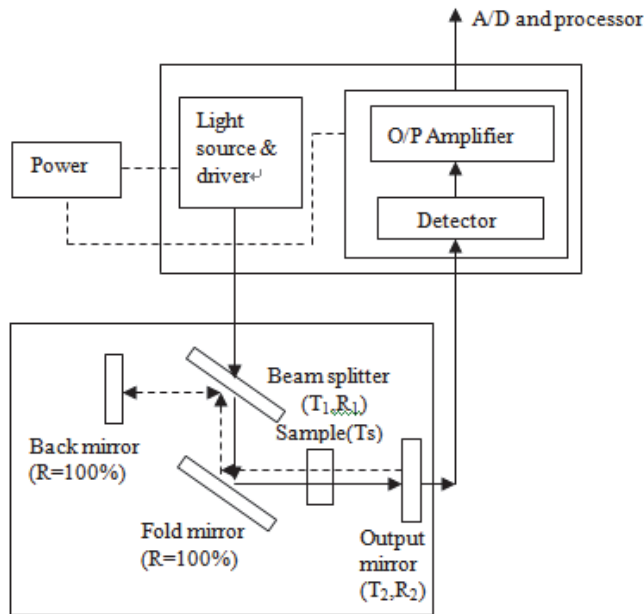 A/D and processor
Light
source &
driver↵
O/P Amplifier
Power
Detector
Beam splitter
(T₁,R₁)
Sample(Ts)
Back mirror
(R=100%)
Fold mirror
(R=100%)
Output
mirror
(T₂,R₂)